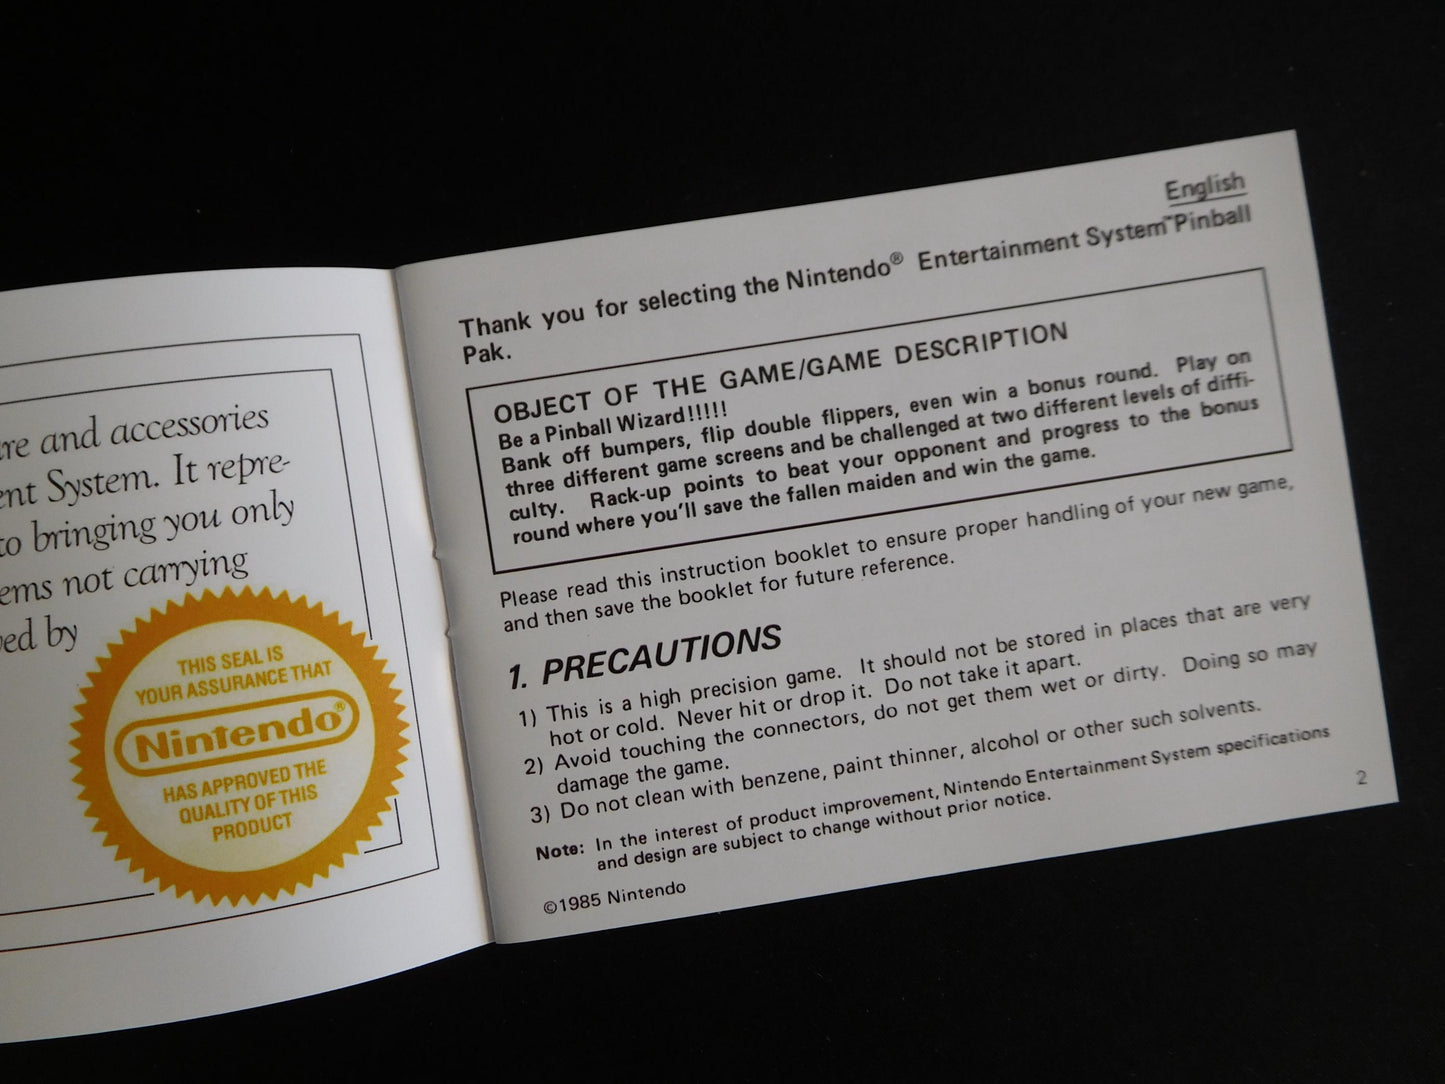 re and accessories
ent System. It repre-
to bringing you only
ems not carrying
ed by
THIS SEAL IS
YOUR ASSURANCE THAT
Nintendo®
HAS APPROVED THE
QUALITY OF THIS
PRODUCT
English
Thank you for selecting the Nintendo® Entertainment System™ Pinball
Pak.
OBJECT OF THE GAME/GAME DESCRIPTION
Be a Pinball Wizard!!!!!
Bank off bumpers, flip double flippers, even win a bonus round. Play on
three different game screens and be challenged at two different levels of diffi-
culty. Rack-up points to beat your opponent and progress to the bonus
round where you'll save the fallen maiden and win the game.
Please read this instruction booklet to ensure proper handling of your new game,
and then save the booklet for future reference.
1. PRECAUTIONS
1) This is a high precision game. It should not be stored in places that are very
hot or cold. Never hit or drop it. Do not take it apart.
2) Avoid touching the connectors, do not get them wet or dirty. Doing so may
damage the game.
3) Do not clean with benzene, paint thinner, alcohol or other such solvents.
Note: In the interest of product improvement, Nintendo Entertainment System specifications
and design are subject to change without prior notice.
©1985 Nintendo
2